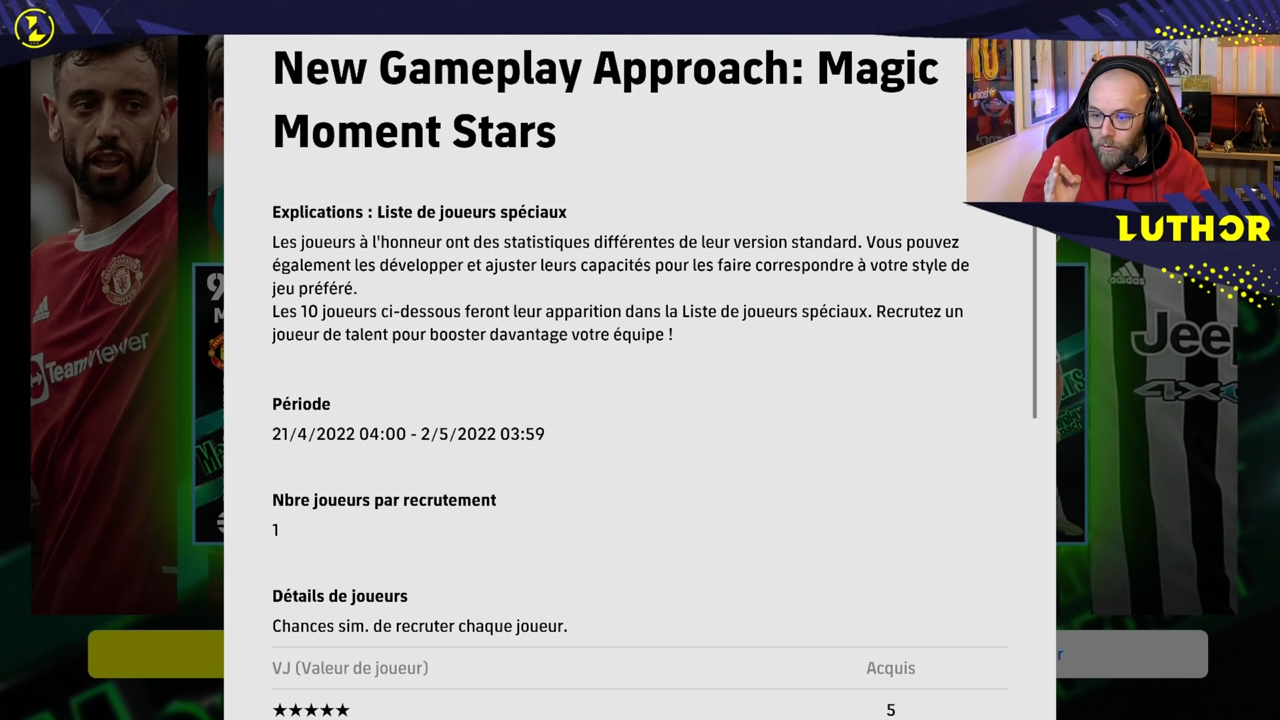 New Gameplay Approach: Magic
Moment Stars
Explications : Liste de joueurs spéciaux
Les joueurs à l'honneur ont des statistiques différentes de leur version standard. Vous pouvez
également les développer et ajuster leurs capacités pour les faire correspondre à votre style de
jeu préféré.
Les 10 joueurs ci-dessous feront leur apparition dans la Liste de joueurs spéciaux. Recrutez un
joueur de talent pour booster davantage votre équipe !
Période
21/4/2022 04:00 - 2/5/2022 03:59
Nbre joueurs par recrutement
1
Détails de joueurs
Chances sim. de recruter chaque joueur.
VJ (Valeur de joueur) Acquis
★★★★★ 5
LUTHOR
TeamViewer
adidas
Jeep
4X
unicef